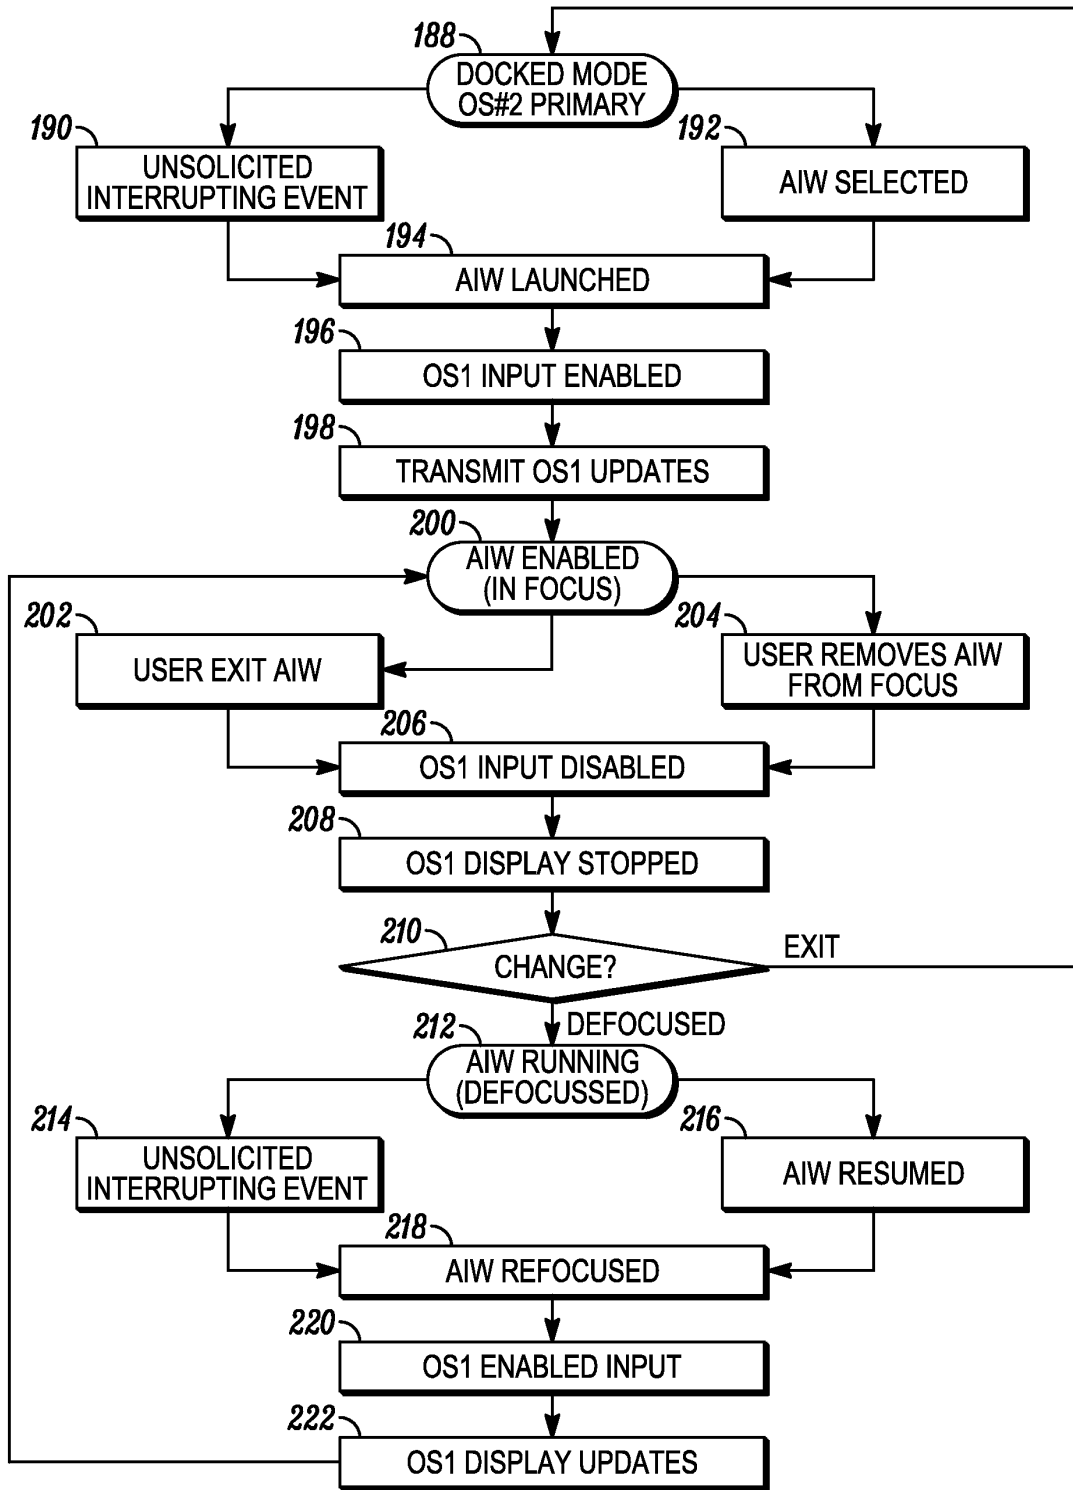 188
DOCKED MODE
OS#2 PRIMARY
190
UNSOLICITED
INTERRUPTING EVENT
192
AIW SELECTED
194
AIW LAUNCHED
196
OS1 INPUT ENABLED
198
TRANSMIT OS1 UPDATES
200
AIW ENABLED
(IN FOCUS)
202
USER EXIT AIW
204
USER REMOVES AIW
FROM FOCUS
206
OS1 INPUT DISABLED
208
OS1 DISPLAY STOPPED
210
CHANGE?
EXIT
DEFOCUSED
212
AIW RUNNING
(DEFOCUSSED)
214
UNSOLICITED
INTERRUPTING EVENT
216
AIW RESUMED
218
AIW REFOCUSED
220
OS1 ENABLED INPUT
222
OS1 DISPLAY UPDATES